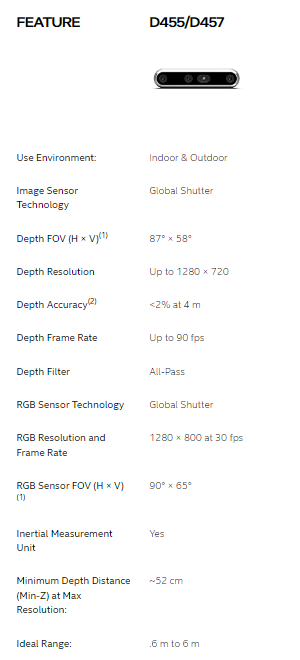 FEATURE D455/D457
Use Environment: Indoor & Outdoor
Image Sensor Global Shutter
Technology
Depth FOV (H × V)(1) 87° × 58°
Depth Resolution Up to 1280 × 720
Depth Accuracy(2) <2% at 4 m
Depth Frame Rate Up to 90 fps
Depth Filter All-Pass
RGB Sensor Technology Global Shutter
RGB Resolution and 1280 × 800 at 30 fps
Frame Rate
RGB Sensor FOV (H × V) 90° × 65°
(1)
Inertial Measurement Yes
Unit
Minimum Depth Distance ~52 cm
(Min-Z) at Max
Resolution:
Ideal Range: .6 m to 6 m